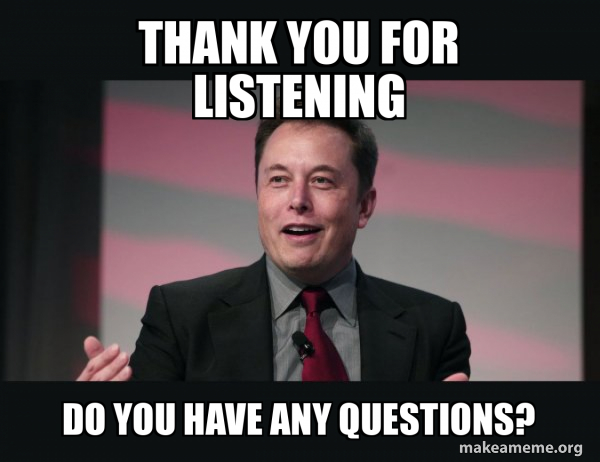 THANK YOU FOR
LISTENING
DO YOU HAVE ANY QUESTIONS?
makeameme.org